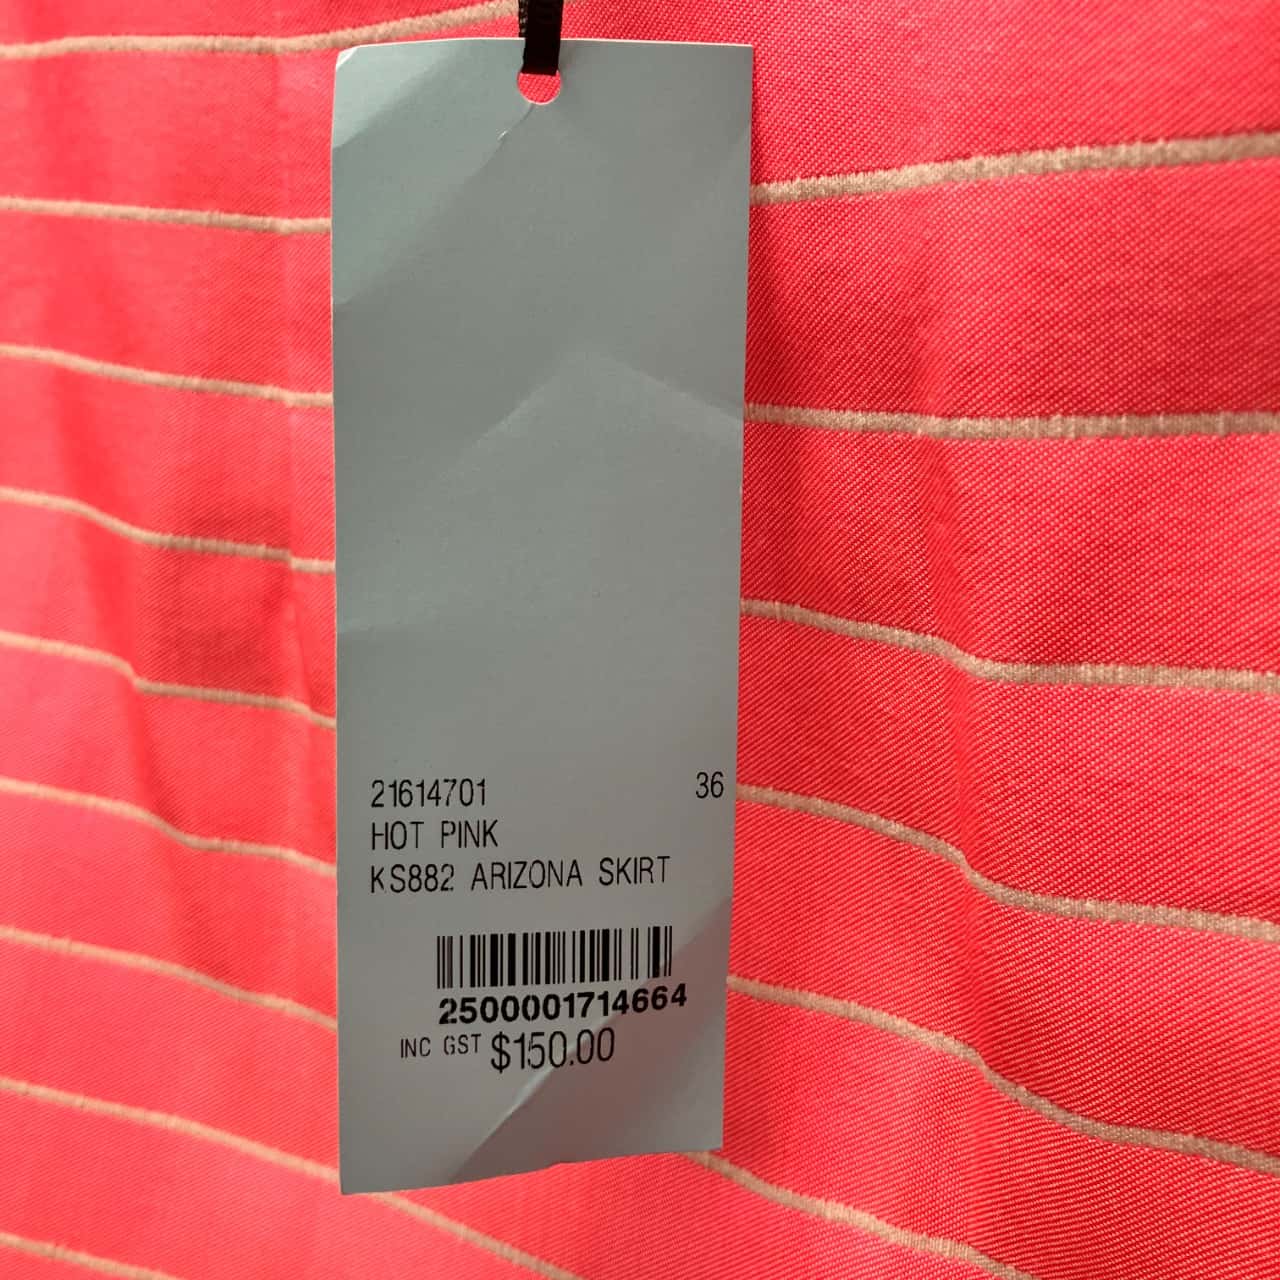 21614701 36
HOT PINK
KS882 ARIZONA SKIRT
2500001714664
INC GST $150.00